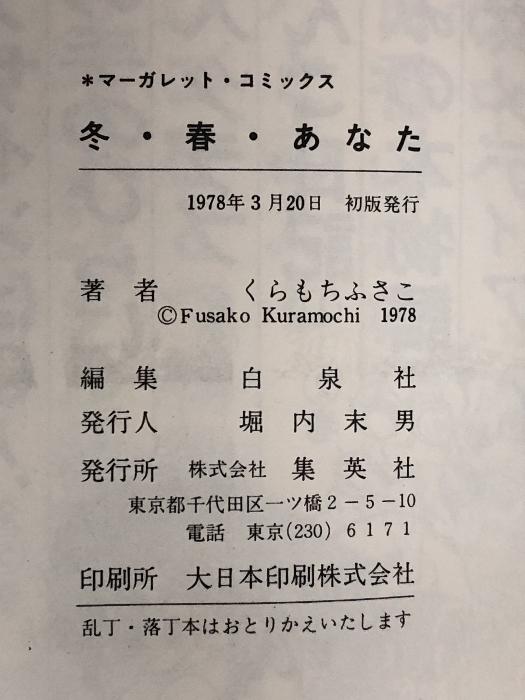 *マーガレット・コミックス
冬・春・あなた
1978年3月20日　初版発行
著者　くらもちふさこ
©Fusako Kuramochi 1978
編集　白泉社
発行人　堀内末男
発行所　株式会社　集英社
東京都千代田区一ツ橋2－5－10
電話　東京(230) 6171
印刷所　大日本印刷株式会社
乱丁・落丁本はおとりかえいたします